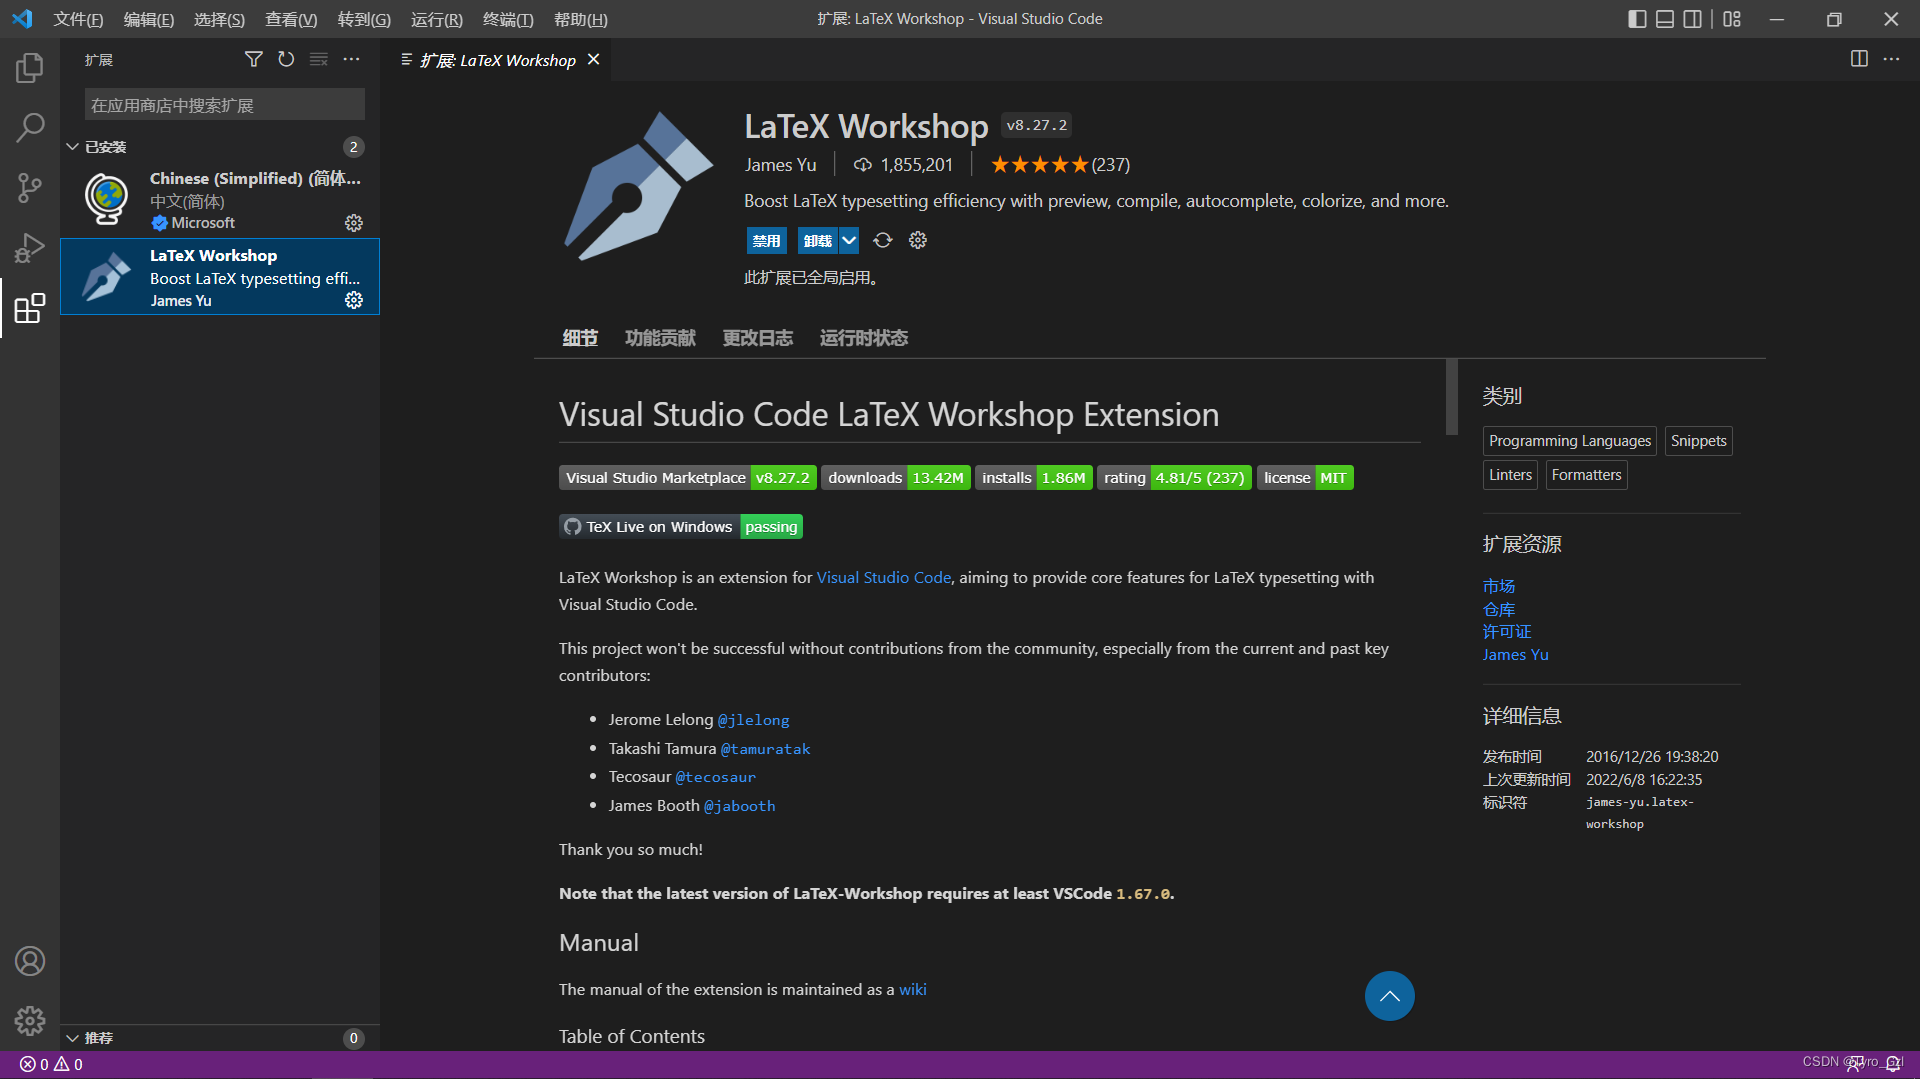 文件(F) 编辑(E) 选择(S) 查看(V) 转到(G) 运行(R) 终端(T) 帮助(H)
扩展: LaTeX Workshop - Visual Studio Code
扩展
在应用商店中搜索扩展
已安装 2
Chinese (Simplified) (简体...
中文(简体)
Microsoft
LaTeX Workshop
Boost LaTeX typesetting effi...
James Yu
推荐 0
扩展: LaTeX Workshop
LaTeX Workshop v8.27.2
James Yu 1,855,201 (237)
Boost LaTeX typesetting efficiency with preview, compile, autocomplete, colorize, and more.
禁用 卸载
此扩展已全局启用。
细节 功能贡献 更改日志 运行时状态
Visual Studio Code LaTeX Workshop Extension
Visual Studio Marketplace v8.27.2 downloads 13.42M installs 1.86M rating 4.81/5 (237) license MIT
TeX Live on Windows passing
LaTeX Workshop is an extension for Visual Studio Code, aiming to provide core features for LaTeX typesetting with
Visual Studio Code.
This project won't be successful without contributions from the community, especially from the current and past key
contributors:
Jerome Lelong @jlelong
Takashi Tamura @tamuratak
Tecosaur @tecosaur
James Booth @jabooth
Thank you so much!
Note that the latest version of LaTeX-Workshop requires at least VSCode 1.67.0.
Manual
The manual of the extension is maintained as a wiki
Table of Contents
类别
Programming Languages Snippets
Linters Formatters
扩展资源
市场
仓库
许可证
James Yu
详细信息
发布时间 2016/12/26 19:38:20
上次更新时间 2022/6/8 16:22:35
标识符 james-yu.latex-
workshop
0 0
CSDN